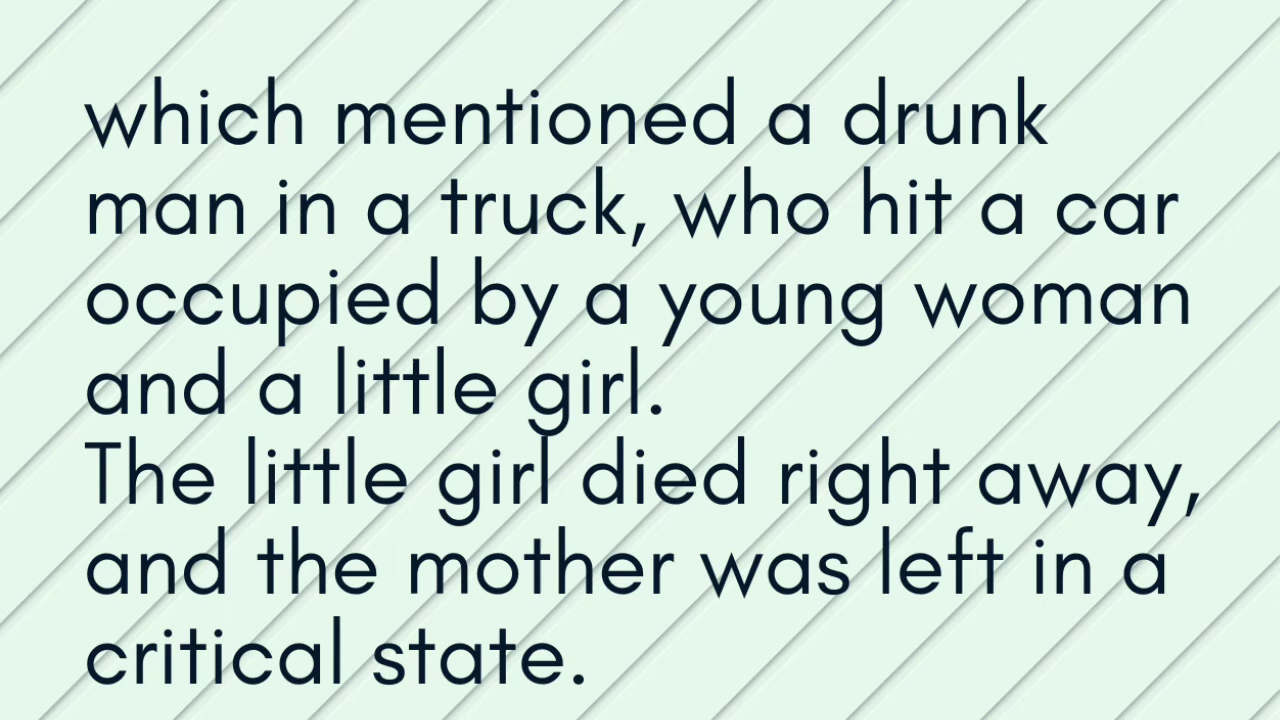 which mentioned a drunk
man in a truck, who hit a car
occupied by a young woman
and a little girl.
The little girl died right away,
and the mother was left in a
critical state.